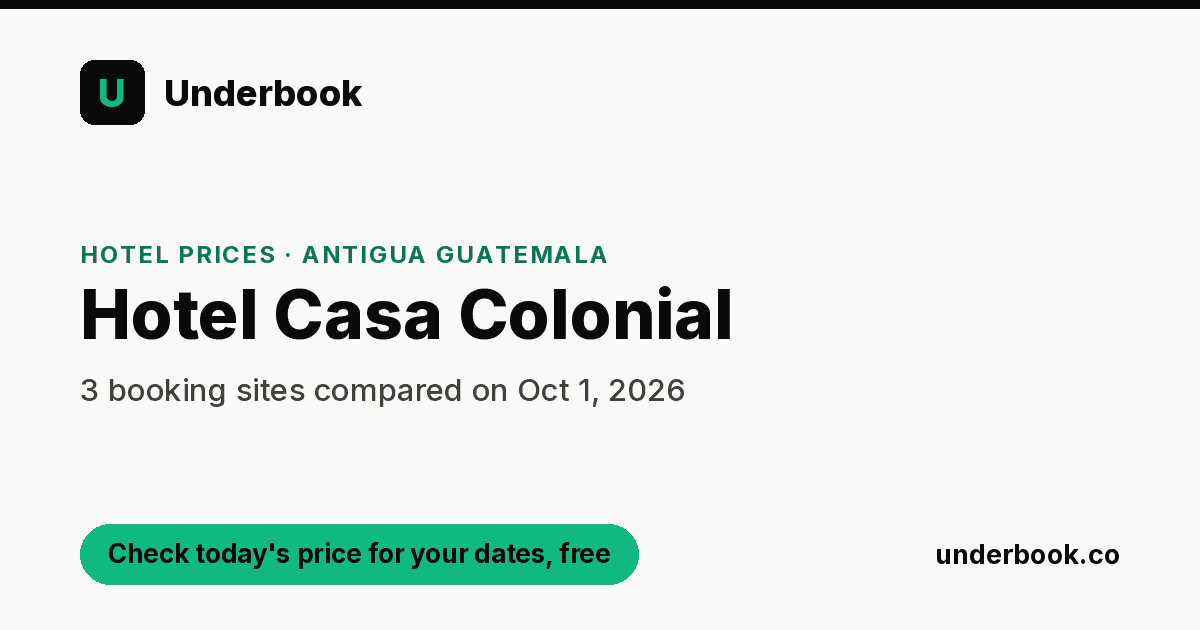 U Underbook
HOTEL PRICES · ANTIGUA GUATEMALA
Hotel Casa Colonial
3 booking sites compared on Oct 1, 2026
Check today's price for your dates, free
underbook.co